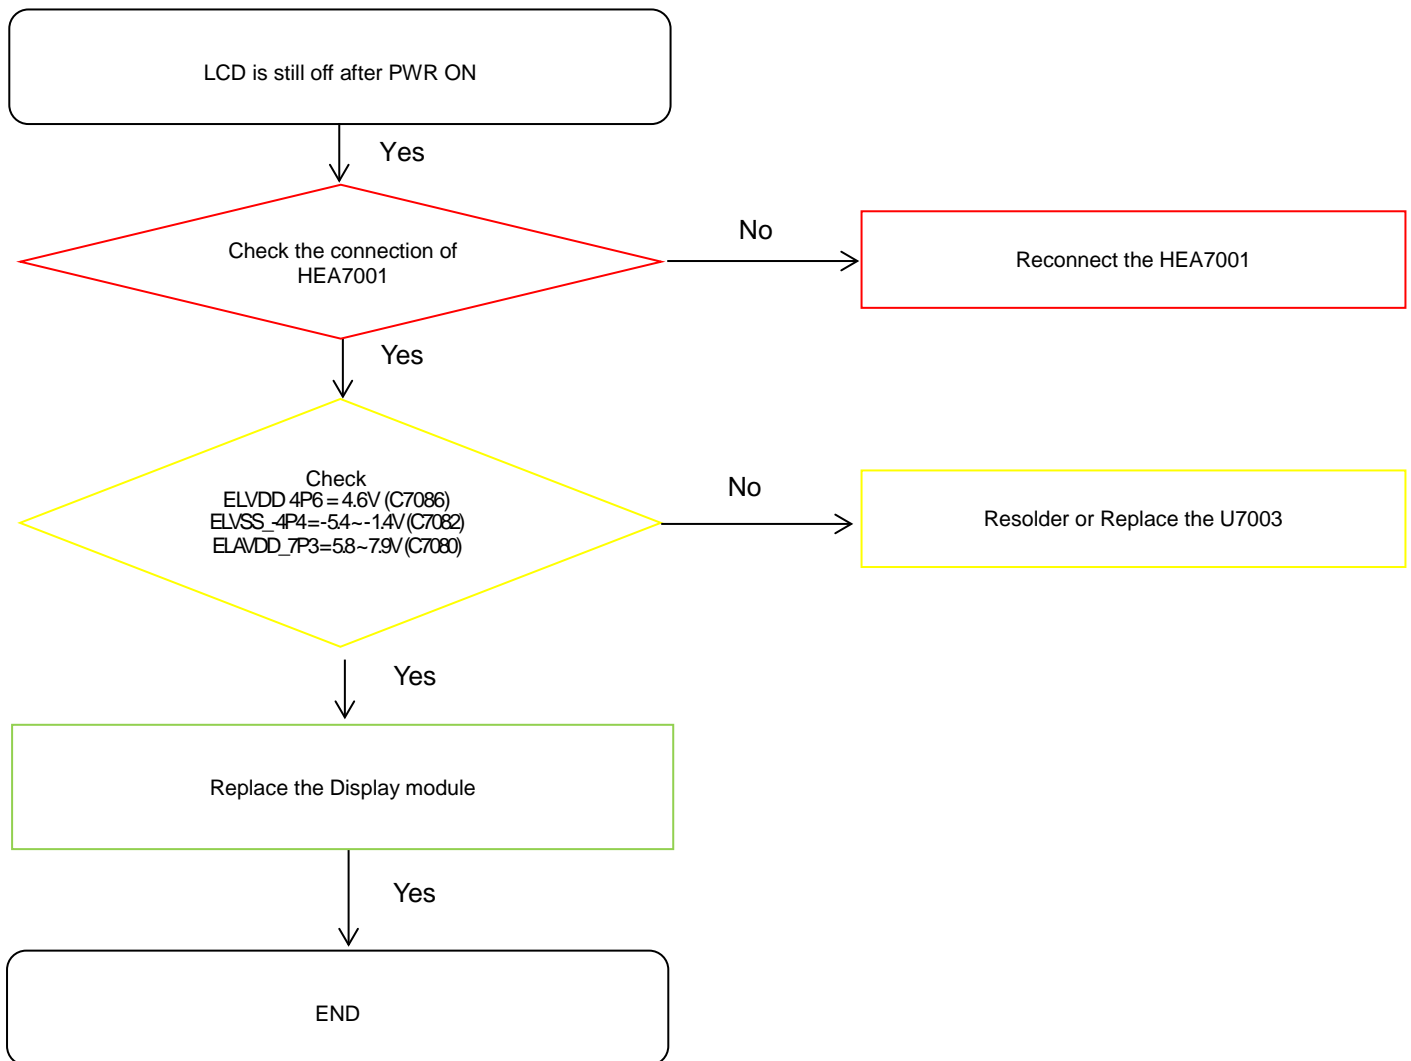 LCD is still off after PWR ON
Yes
Check the connection of
HEA7001
No
Reconnect the HEA7001
Yes
Check
ELVDD 4P6 = 4.6V (C7086)
ELVSS_-4P4 = -5.4 ~ -1.4V (C7082)
ELAVDD_7P3 = 5.8 ~ 7.9V (C7080)
No
Resolder or Replace the U7003
Yes
Replace the Display module
Yes
END